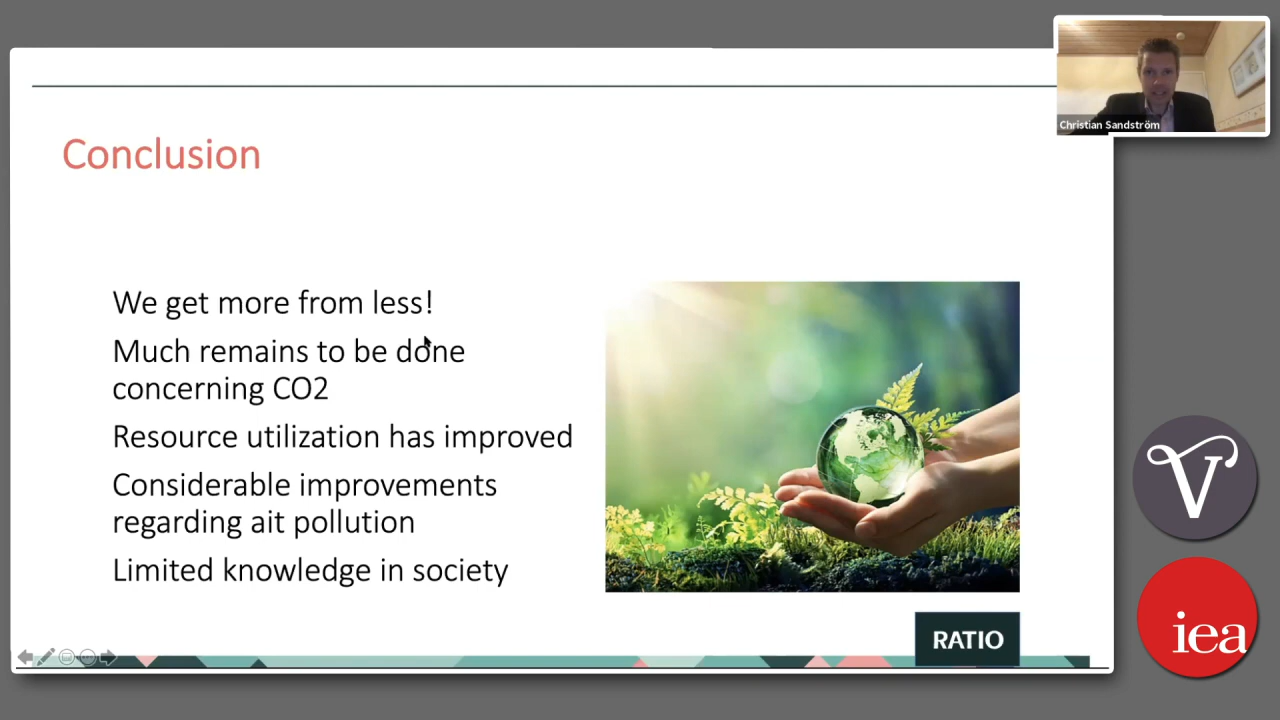 Christian Sandström
Conclusion
We get more from less!
Much remains to be done
concerning CO2
Resource utilization has improved
Considerable improvements
regarding ait pollution
Limited knowledge in society
RATIO
V
iea